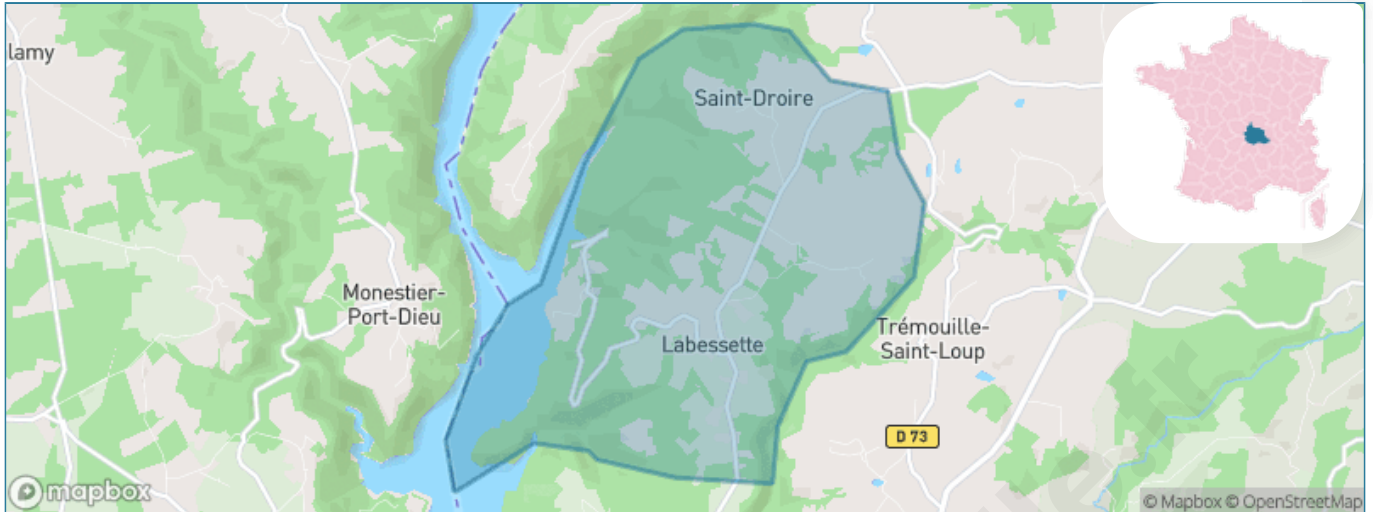 lamy
Saint-Droire
Monestier-
Port-Dieu
Labessette
Trémouille-
Saint-Loup
D 73
mapbox
© Mapbox © OpenStreetMap